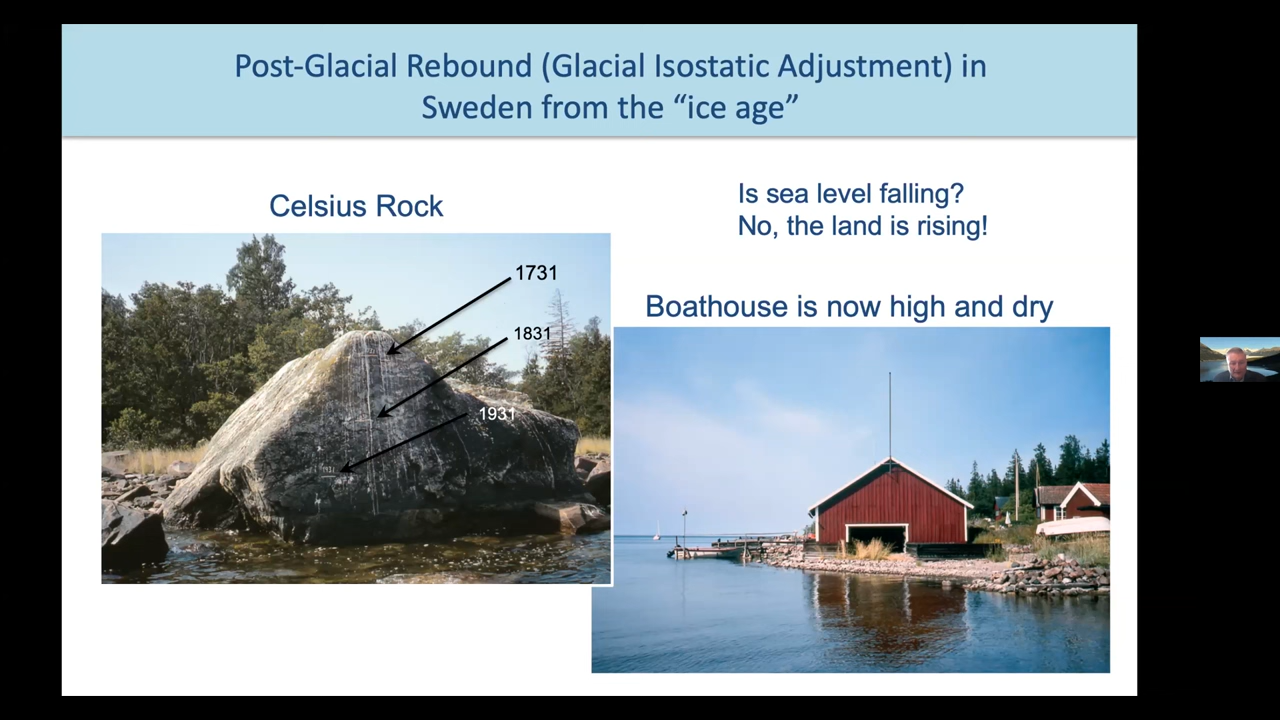 Post-Glacial Rebound (Glacial Isostatic Adjustment) in
Sweden from the “ice age”
Celsius Rock
Is sea level falling?
No, the land is rising!
1731
1831
1931
Boathouse is now high and dry